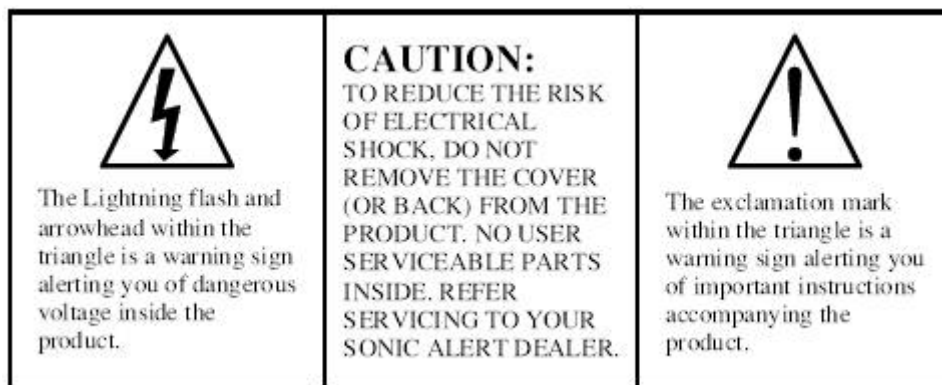 The Lightning flash and
arrowhead within the
triangle is a warning sign
alerting you of dangerous
voltage inside the
product.
CAUTION:
TO REDUCE THE RISK
OF ELECTRICAL
SHOCK, DO NOT
REMOVE THE COVER
(OR BACK) FROM THE
PRODUCT. NO USER
SERVICEABLE PARTS
INSIDE. REFER
SERVICING TO YOUR
SONIC ALERT DEALER.
The exclamation mark
within the triangle is a
warning sign alerting you
of important instructions
accompanying the
product.